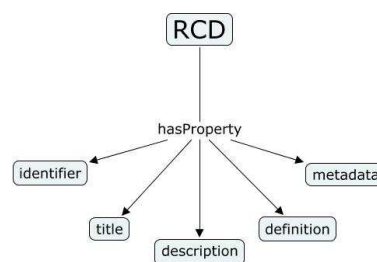 RCD
hasProperty
identifier
metadata
title
definition
description